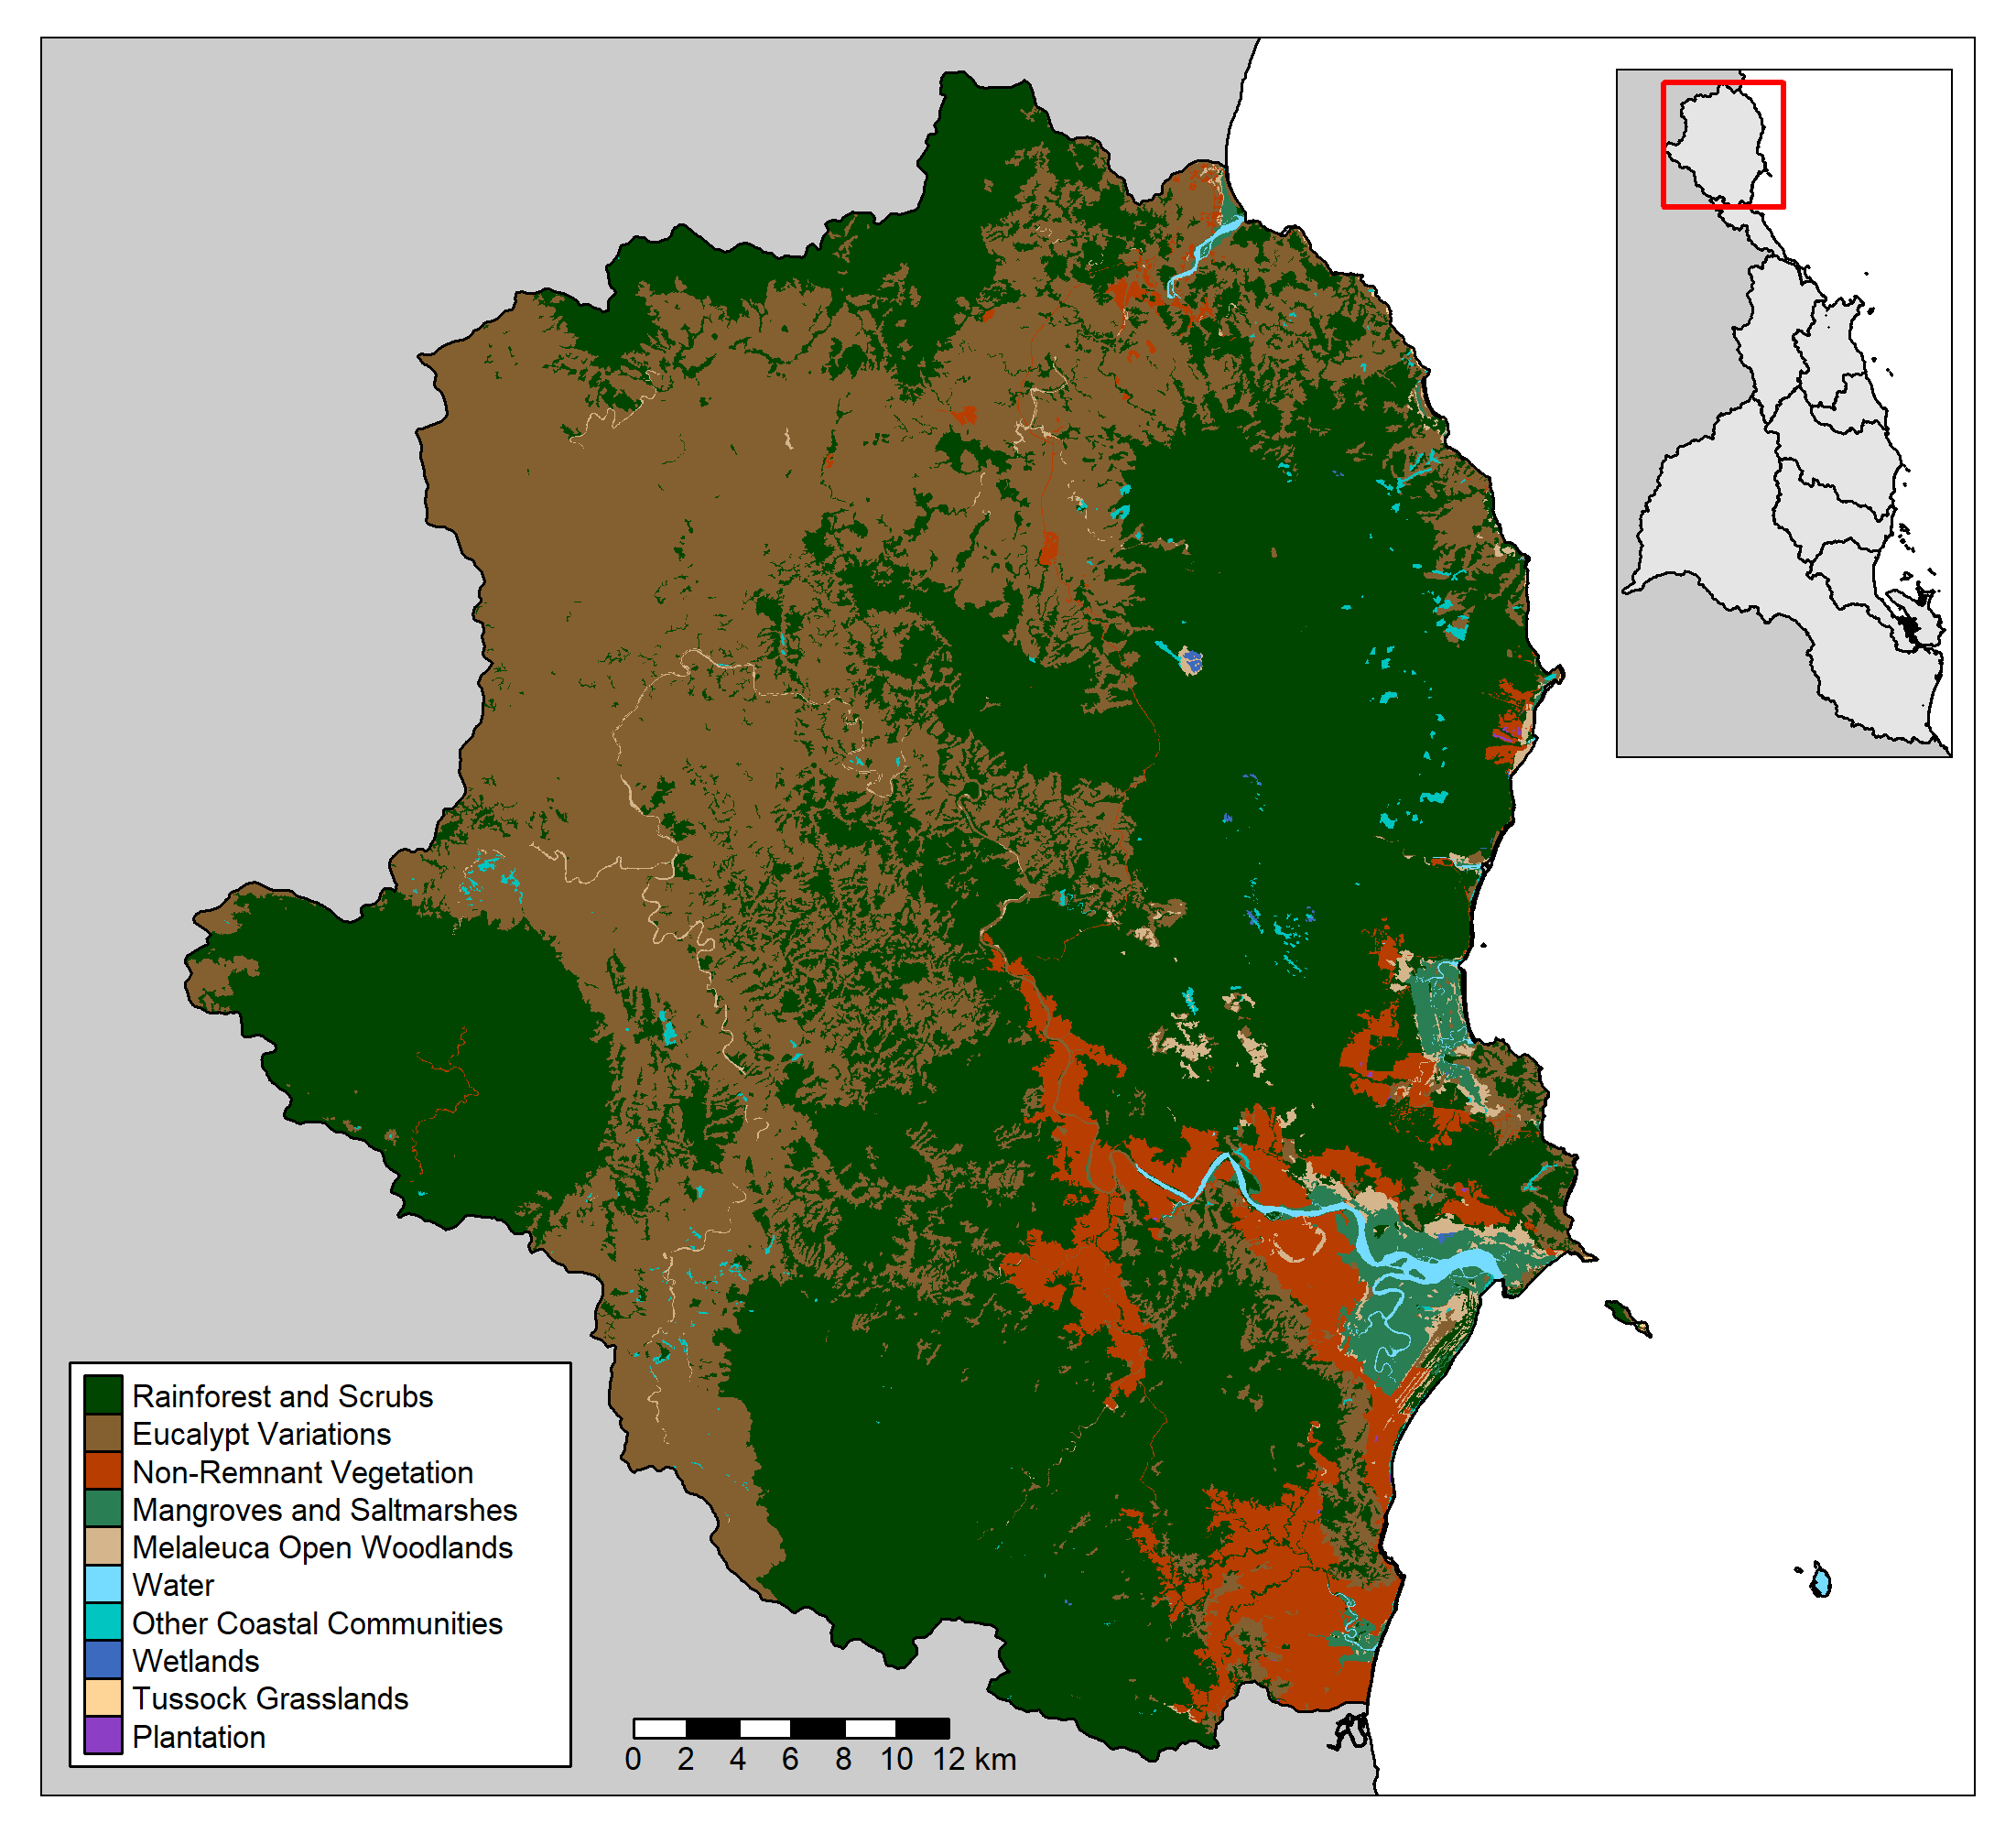 Rainforest and Scrubs
Eucalypt Variations
Non-Remnant Vegetation
Mangroves and Saltmarshes
Melaleuca Open Woodlands
Water
Other Coastal Communities
Wetlands
Tussock Grasslands
Plantation
0 2 4 6 8 10 12 km